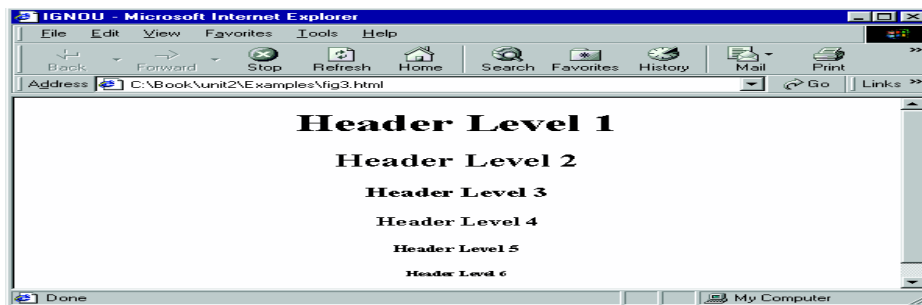 IGNOU - Microsoft Internet Explorer
File Edit View Favorites Tools Help
Back Forward Stop Refresh Home Search Favorites History Mail Print »
Address C:\Book\unit2\Examples\fig3.html Go Links »
Header Level 1
Header Level 2
Header Level 3
Header Level 4
Header Level 5
Header Level 6
Done My Computer